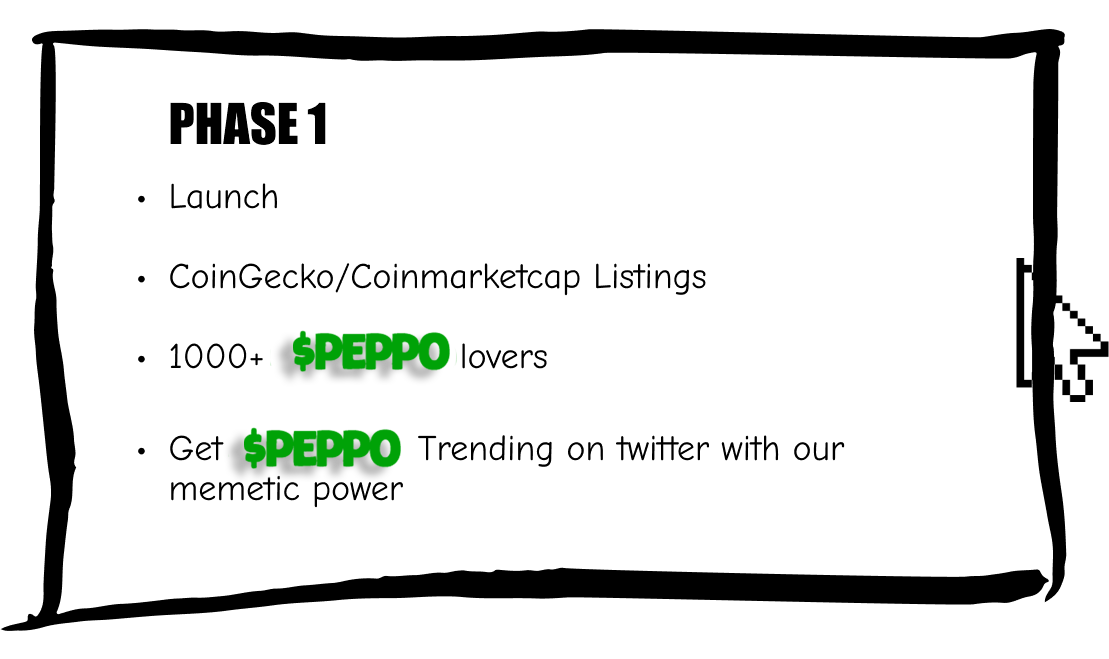 PHASE 1
• Launch
• CoinGecko/Coinmarketcap Listings
• 1000+ $PEPPO lovers
• Get $PEPPO Trending on twitter with our
memetic power